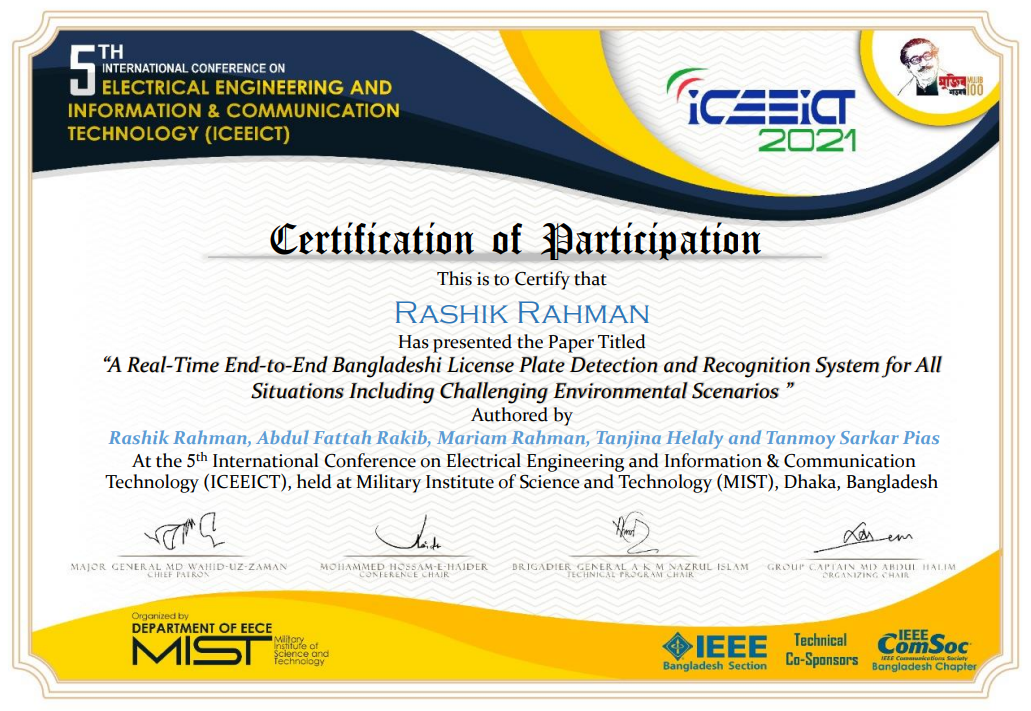 5TH
INTERNATIONAL CONFERENCE ON
ELECTRICAL ENGINEERING AND
INFORMATION & COMMUNICATION
TECHNOLOGY (ICEEICT)
iCEEiCT
2021
মুজিব
শতবর্ষ
MUJIB
100
Certification of Participation
This is to Certify that
RASHIK RAHMAN
Has presented the Paper Titled
“A Real-Time End-to-End Bangladeshi License Plate Detection and Recognition System for All
Situations Including Challenging Environmental Scenarios ”
Authored by
Rashik Rahman, Abdul Fattah Rakib, Mariam Rahman, Tanjina Helaly and Tanmoy Sarkar Pias
At the 5th International Conference on Electrical Engineering and Information & Communication
Technology (ICEEICT), held at Military Institute of Science and Technology (MIST), Dhaka, Bangladesh
MAJOR GENERAL MD WAHID-UZ-ZAMAN
CHIEF PATRON
MOHAMMED HOSSAM-E-HAIDER
CONFERENCE CHAIR
BRIGADIER GENERAL A K M NAZRUL ISLAM
TECHNICAL PROGRAM CHAIR
GROUP CAPTAIN MD ABDUL HALIM
ORGANIZING CHAIR
Organized by
DEPARTMENT OF EECE
MIST
Military
Institute of
Science and
Technology
IEEE
Bangladesh Section
Technical
Co-Sponsors
IEEE
ComSoc
IEEE Communications Society
Bangladesh Chapter